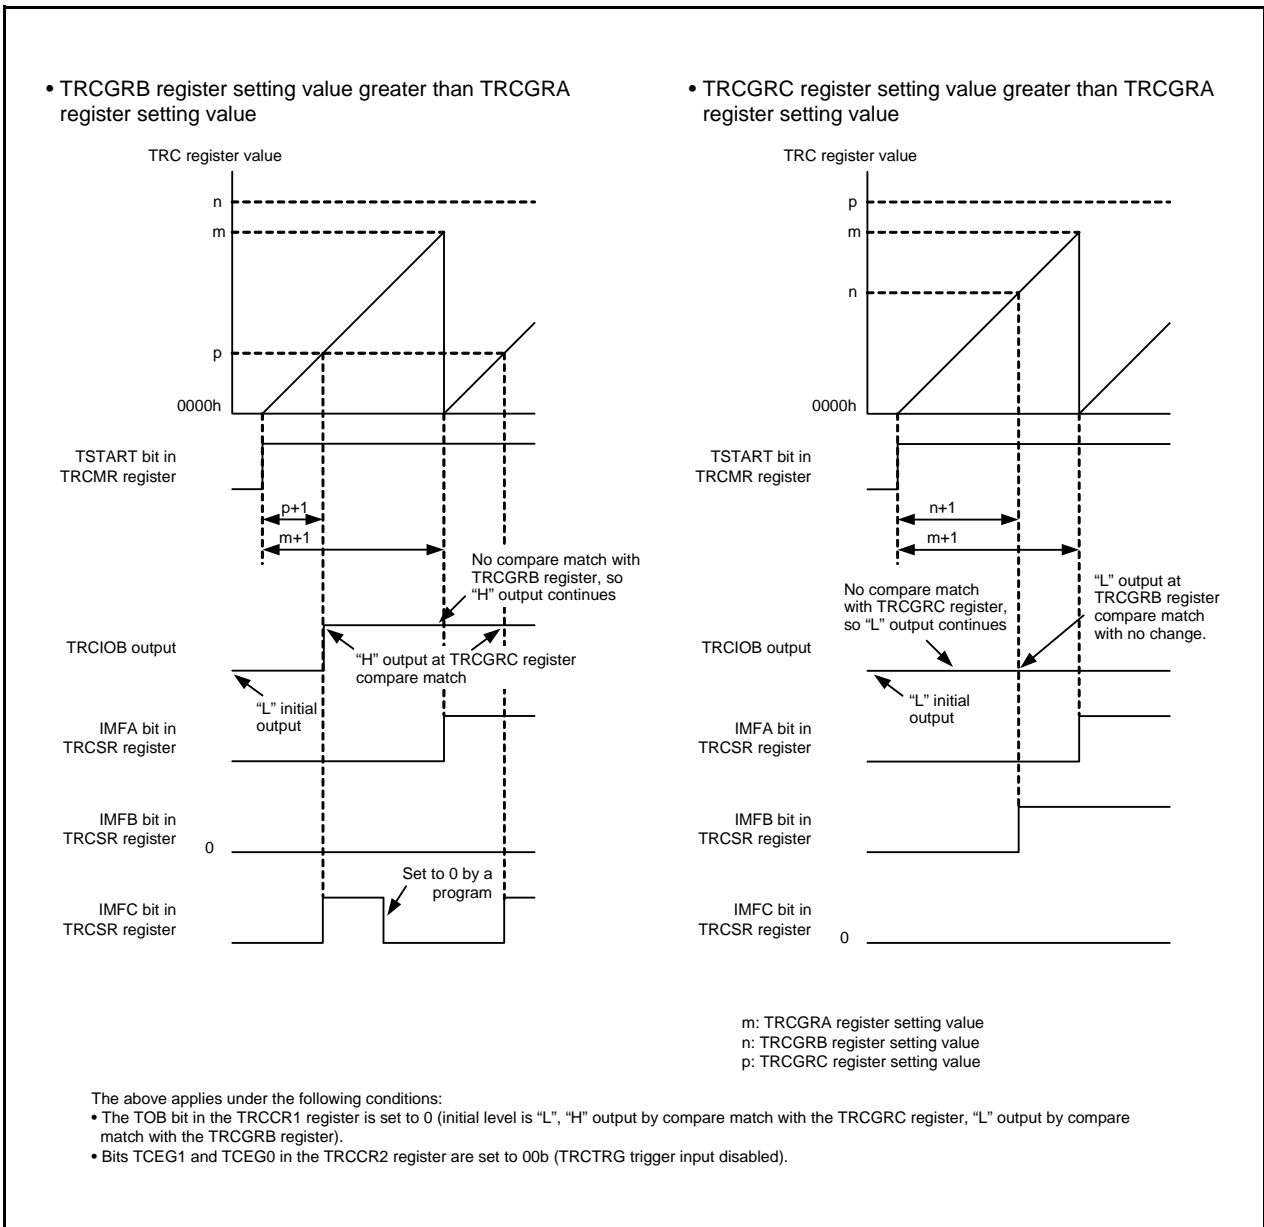 • TRCGRB register setting value greater than TRCGRA
register setting value
TRC register value
n
m
p
0000h
TSTART bit in
TRCMR register
p+1
m+1
No compare match with
TRCGRB register, so
“H” output continues
TRCIOB output
“H” output at TRCGRC register
compare match
“L” initial
output
IMFA bit in
TRCSR register
IMFB bit in
TRCSR register
0
Set to 0 by a
program
IMFC bit in
TRCSR register
• TRCGRC register setting value greater than TRCGRA
register setting value
TRC register value
p
m
n
0000h
TSTART bit in
TRCMR register
n+1
m+1
No compare match
with TRCGRC register,
so “L” output continues
“L” output at
TRCGRB register
compare match
with no change.
TRCIOB output
“L” initial
output
IMFA bit in
TRCSR register
IMFB bit in
TRCSR register
IMFC bit in
TRCSR register
0
m: TRCGRA register setting value
n: TRCGRB register setting value
p: TRCGRC register setting value
The above applies under the following conditions:
• The TOB bit in the TRCCR1 register is set to 0 (initial level is “L”, “H” output by compare match with the TRCGRC register, “L” output by compare
match with the TRCGRB register).
• Bits TCEG1 and TCEG0 in the TRCCR2 register are set to 00b (TRCTRG trigger input disabled).